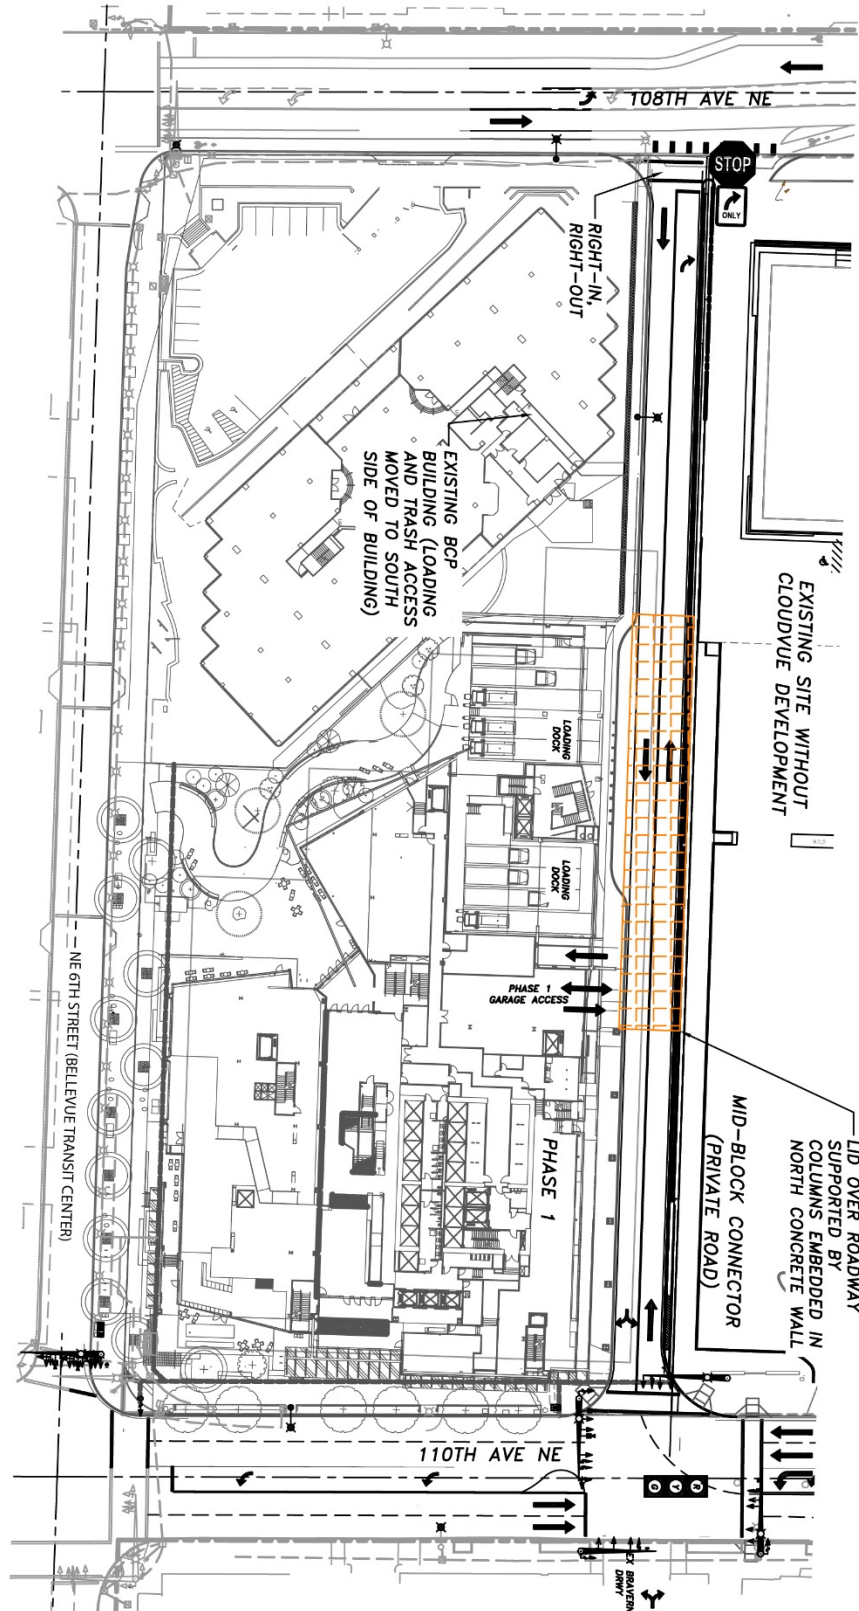 108TH AVE NE
STOP
ONLY
RIGHT-IN,
RIGHT-OUT
EXISTING BCP
BUILDING (LOADING
AND TRASH ACCESS
MOVED TO SOUTH
SIDE OF BUILDING)
EXISTING SITE WITHOUT
CLOUDVUE DEVELOPMENT
LOADING
DOCK
LOADING
DOCK
PHASE 1
GARAGE ACCESS
LID OVER ROADWAY
SUPPORTED BY
COLUMNS EMBEDDED IN
NORTH CONCRETE WALL
MID-BLOCK CONNECTOR
(PRIVATE ROAD)
PHASE 1
NE 6TH STREET (BELLEVUE TRANSIT CENTER)
110TH AVE NE
R
Y
G
EX BRAVERN
DRWY